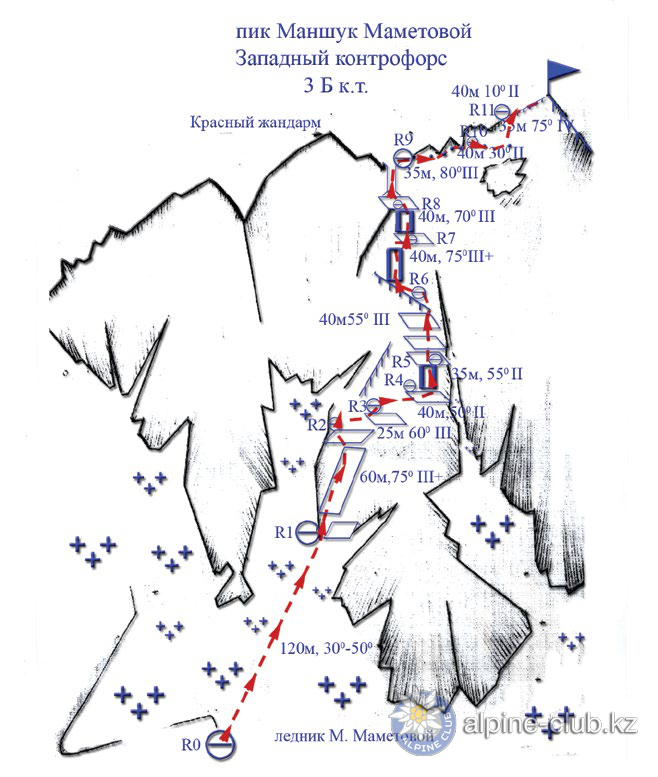 пик Маншук Маметовой
Западный контрофорс
3 Б к.т.
40м 10⁰ II
R11
35м 75⁰ IV
Красный жандарм
R10
R9
40м 30⁰ II
35м, 80⁰III
R8
40м, 70⁰ III
R7
40м, 75⁰III+
R6
40м55⁰ III
R5
35м, 55⁰ II
R4
R3
40м,50⁰ II
R2
25м 60⁰ III
60м,75⁰ III+
R1
120м, 30⁰-50⁰
R0
ледник М. Маметовой
ALPINE CLUB
alpine-club.kz